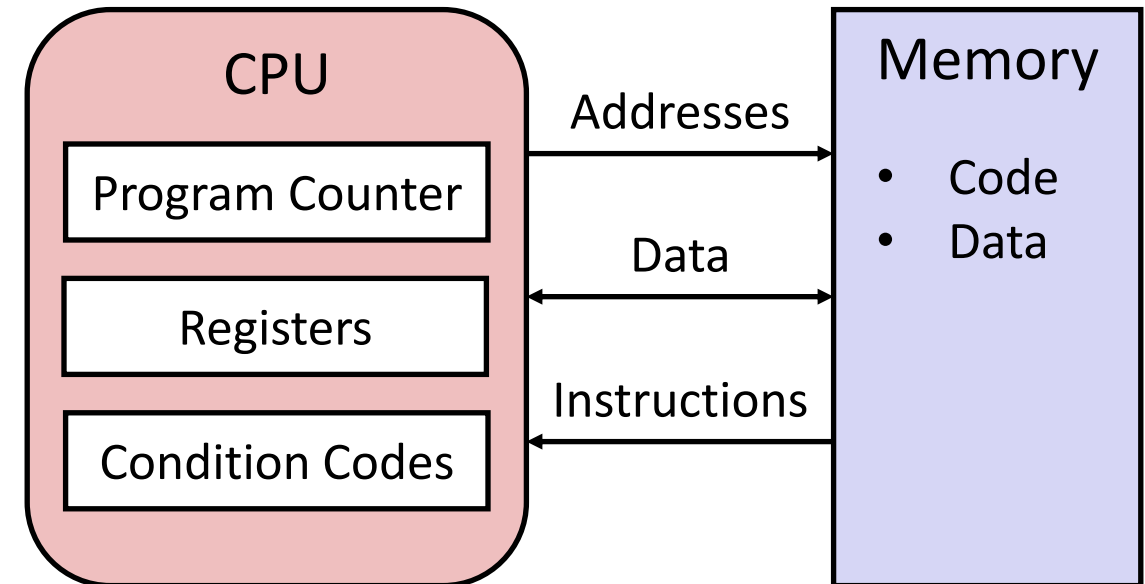 CPU
Program Counter
Registers
Condition Codes
Addresses
Data
Instructions
Memory
• Code
• Data